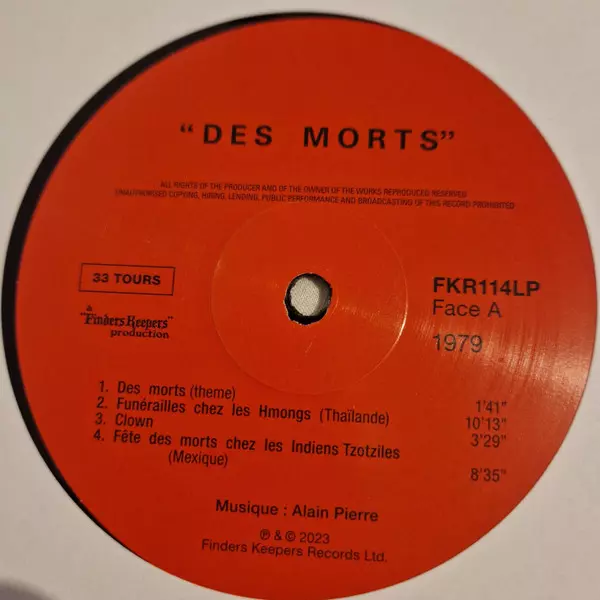 "DES MORTS"
ALL RIGHTS OF THE PRODUCER AND OF THE OWNER OF THE WORKS REPRODUCED RESERVED
UNAUTHORISED COPYING, HIRING, LENDING, PUBLIC PERFORMANCE AND BROADCASTING OF THIS RECORD PROHIBITED
33 TOURS
FKR114LP
Face A
1979
a
"Finders Keepers"
production
1. Des morts (theme) 1'41"
2. Funérailles chez les Hmongs (Thaïlande) 10'13"
3. Clown 3'29"
4. Fête des morts chez les Indiens Tzotziles
(Mexique) 8'35"
Musique : Alain Pierre
℗ & © 2023
Finders Keepers Records Ltd.